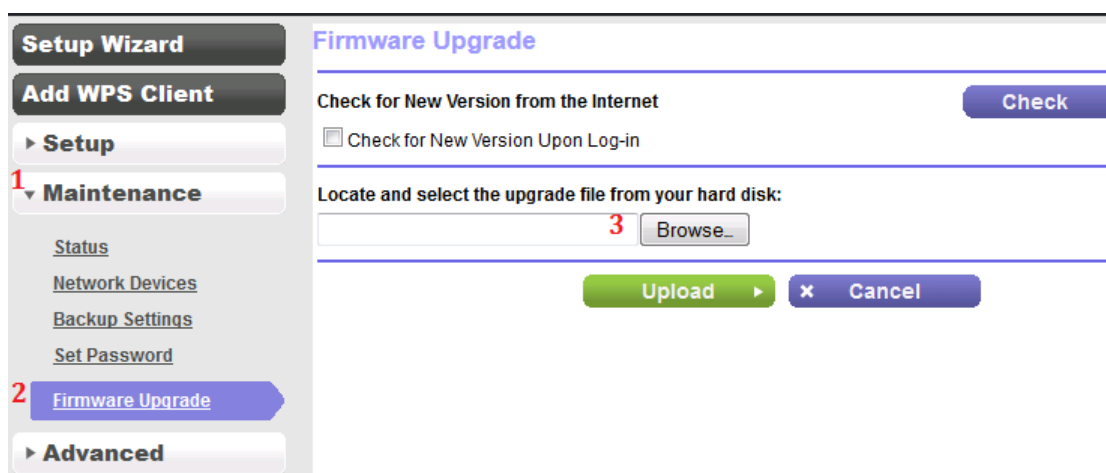 Setup Wizard
Add WPS Client
Setup
1 Maintenance
Status
Network Devices
Backup Settings
Set Password
2 Firmware Upgrade
Advanced
Firmware Upgrade
Check for New Version from the Internet
Check
Check for New Version Upon Log-in
Locate and select the upgrade file from your hard disk:
3 Browse...
Upload
Cancel